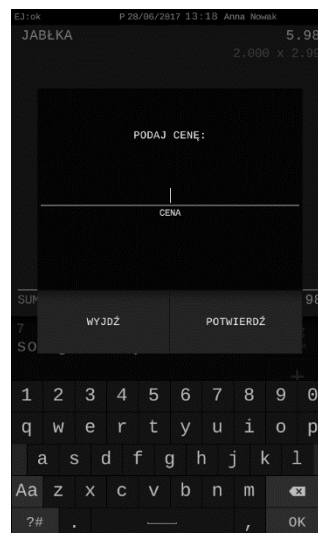 EJ:ok P 28/06/2017 13:18 Anna Nowak
JABŁKA 5.98
2.000 x 2.99
PODAJ CENĘ:
CENA
SUM 98
WYJDŹ POTWIERDŹ
7
so
1 2 3 4 5 6 7 8 9 0
q w e r t y u i o p
a s d f g h j k l
Aa z x c v b n m
?# . , OK